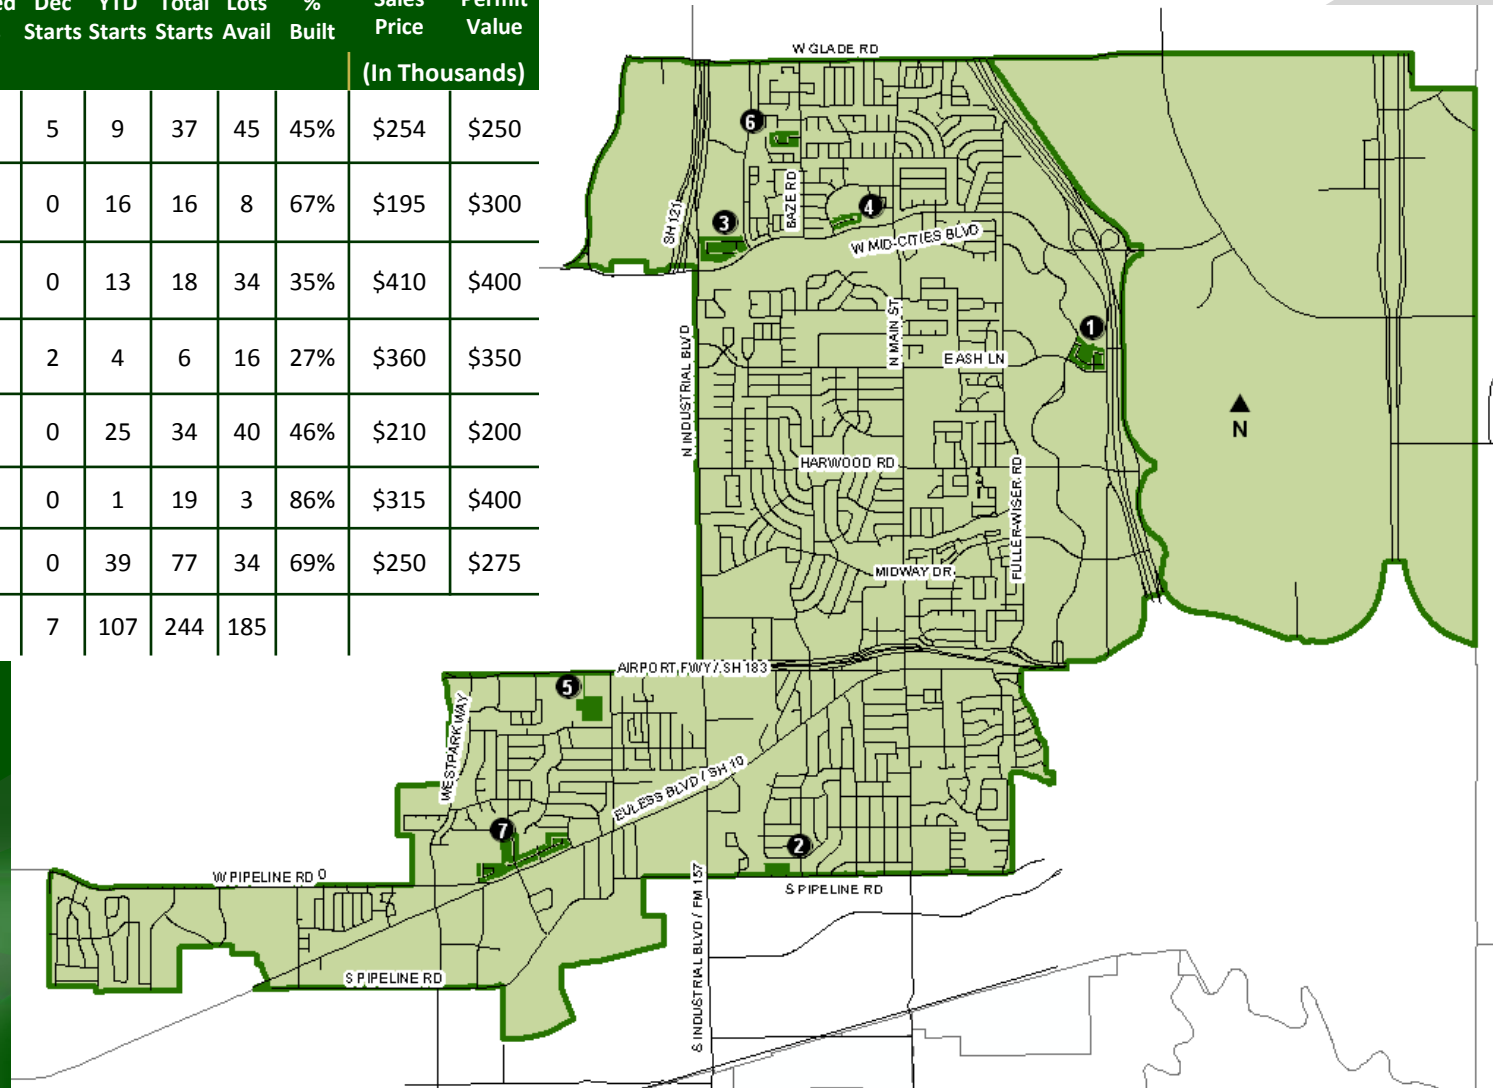 ed Dec YTD Total Lots % Sales Permit
Starts Starts Starts Avail Built Price Value
(In Thousands)
5 9 37 45 45% $254 $250
0 16 16 8 67% $195 $300
0 13 18 34 35% $410 $400
2 4 6 16 27% $360 $350
0 25 34 40 46% $210 $200
0 1 19 3 86% $315 $400
0 39 77 34 69% $250 $275
7 107 244 185
W GLADE RD
6
BAZE RD
4
SH 121
3
W MID-CITIES BLVD
1
N MAIN ST
N INDUSTRIAL BLVD
E ASH LN
N
HARWOOD RD
FULLER-WISER RD
MIDWAY DR
AIRPORT FWY / SH 183
5
WESTPARK WAY
EULESS BLVD / SH 10
7
2
W PIPELINE RD 0
S PIPELINE RD
S INDUSTRIAL BLVD / FM 157
S PIPELINE RD